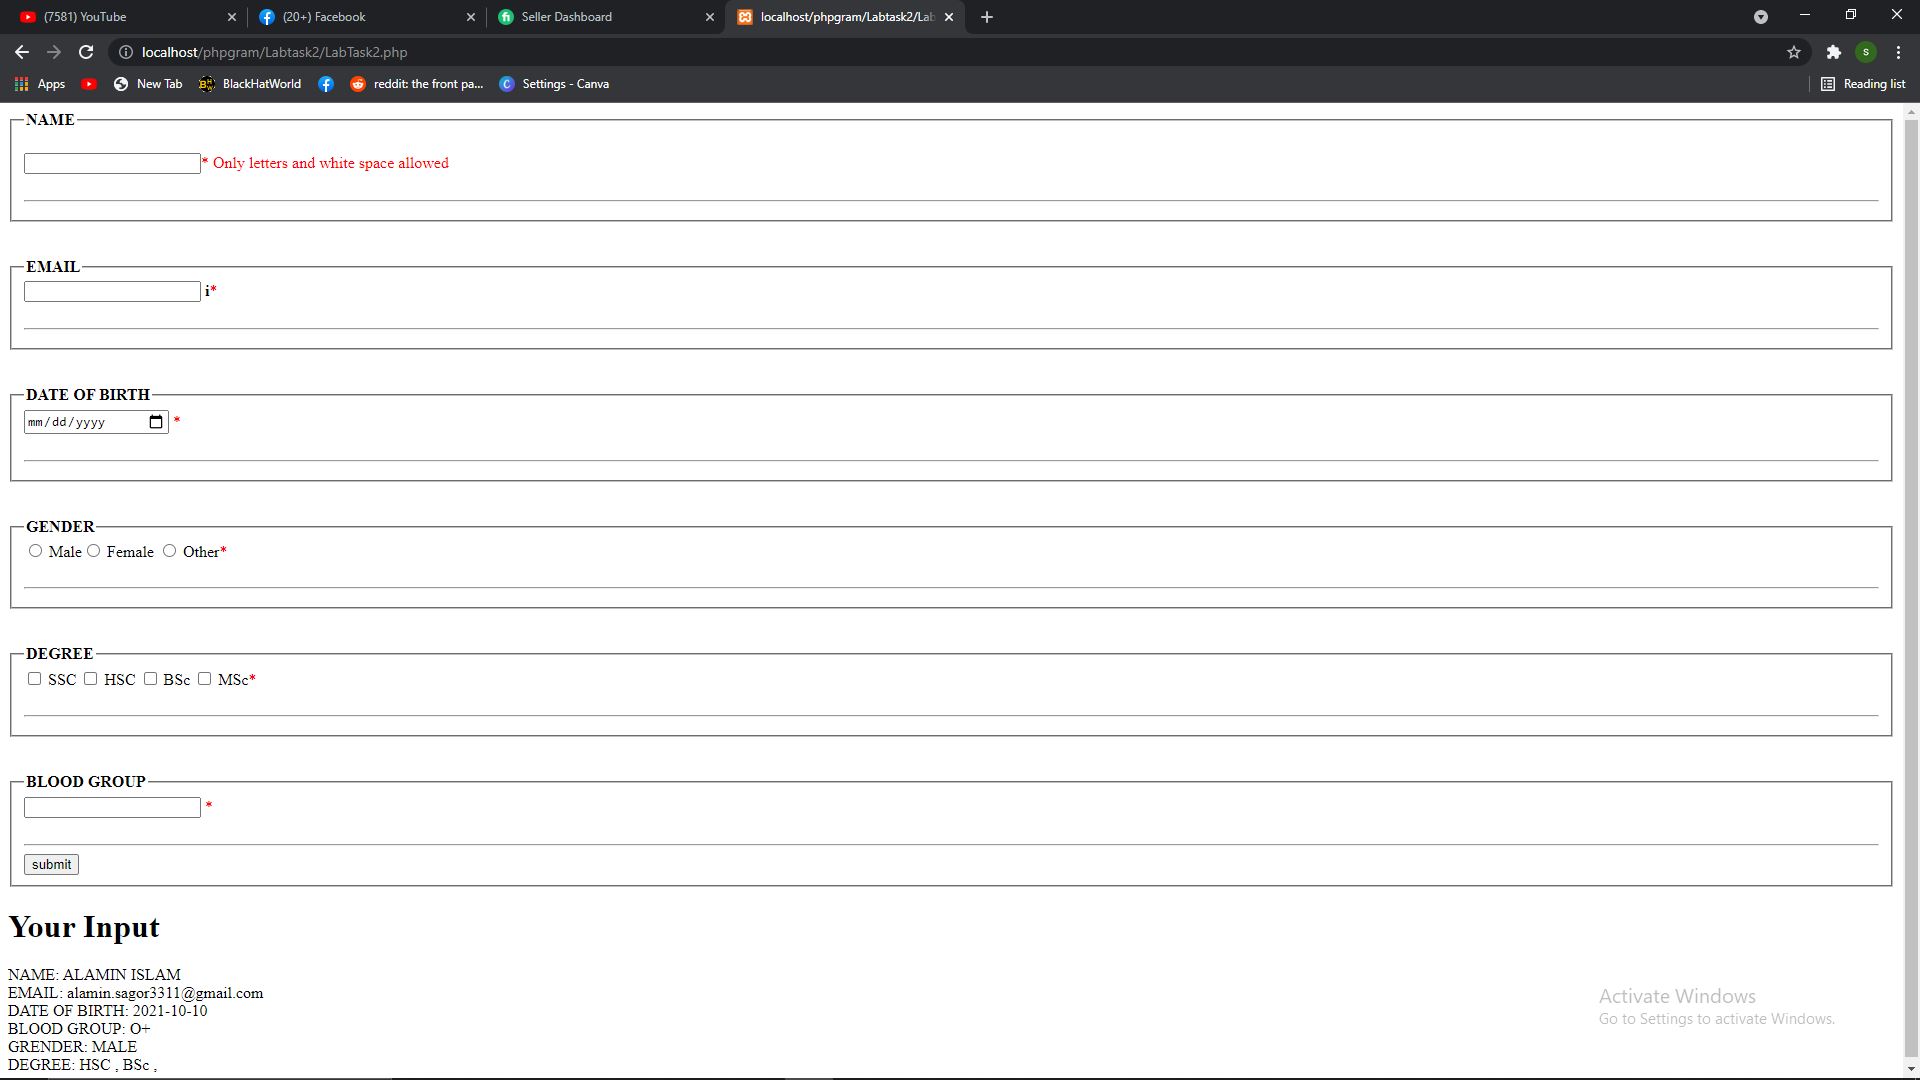 (7581) YouTube
(20+) Facebook
Seller Dashboard
localhost/phpgram/Labtask2/Lab
localhost/phpgram/Labtask2/LabTask2.php
S
Apps
New Tab
BlackHatWorld
reddit: the front pa...
Settings - Canva
Reading list
NAME
* Only letters and white space allowed
EMAIL
i*
DATE OF BIRTH
mm/dd/yyyy *
GENDER
Male Female Other*
DEGREE
SSC HSC BSc MSc*
BLOOD GROUP
*
submit
Your Input
NAME: ALAMIN ISLAM
EMAIL: alamin.sagor3311@gmail.com
DATE OF BIRTH: 2021-10-10
BLOOD GROUP: O+
GRENDER: MALE
DEGREE: HSC , BSc ,
Activate Windows
Go to Settings to activate Windows.